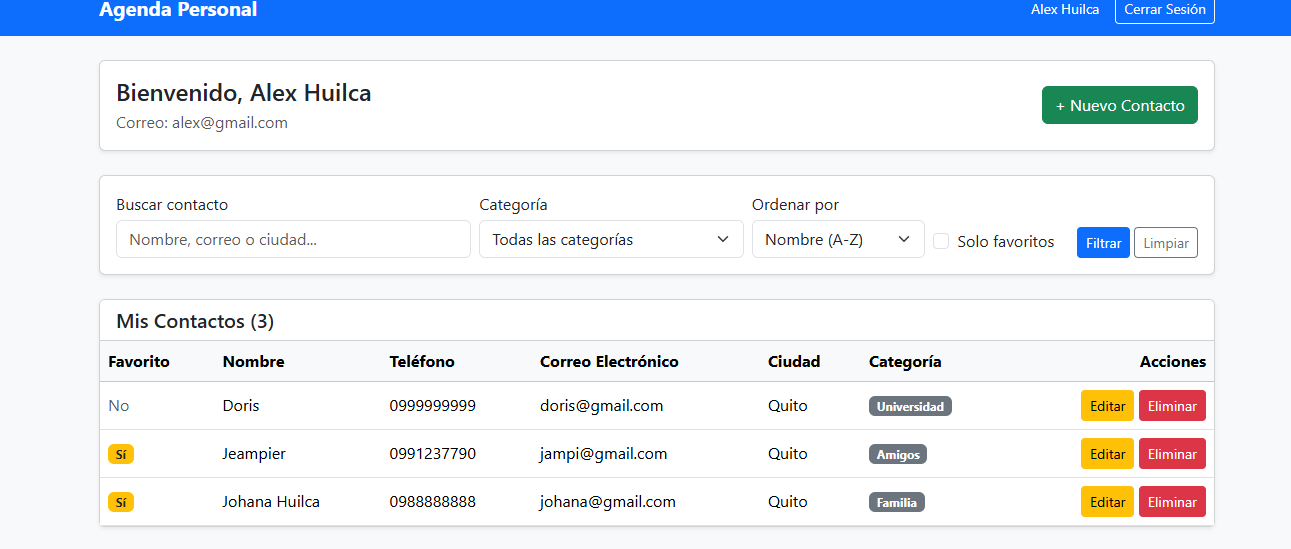 Agenda Personal Alex Huilca Cerrar Sesión
Bienvenido, Alex Huilca
Correo: alex@gmail.com
+ Nuevo Contacto
Buscar contacto Categoría Ordenar por
Nombre, correo o ciudad... Todas las categorías Nombre (A-Z) Solo favoritos Filtrar Limpiar
Mis Contactos (3)
Favorito Nombre Teléfono Correo Electrónico Ciudad Categoría Acciones
No Doris 0999999999 doris@gmail.com Quito Universidad Editar Eliminar
Sí Jeampier 0991237790 jampi@gmail.com Quito Amigos Editar Eliminar
Sí Johana Huilca 0988888888 johana@gmail.com Quito Familia Editar Eliminar